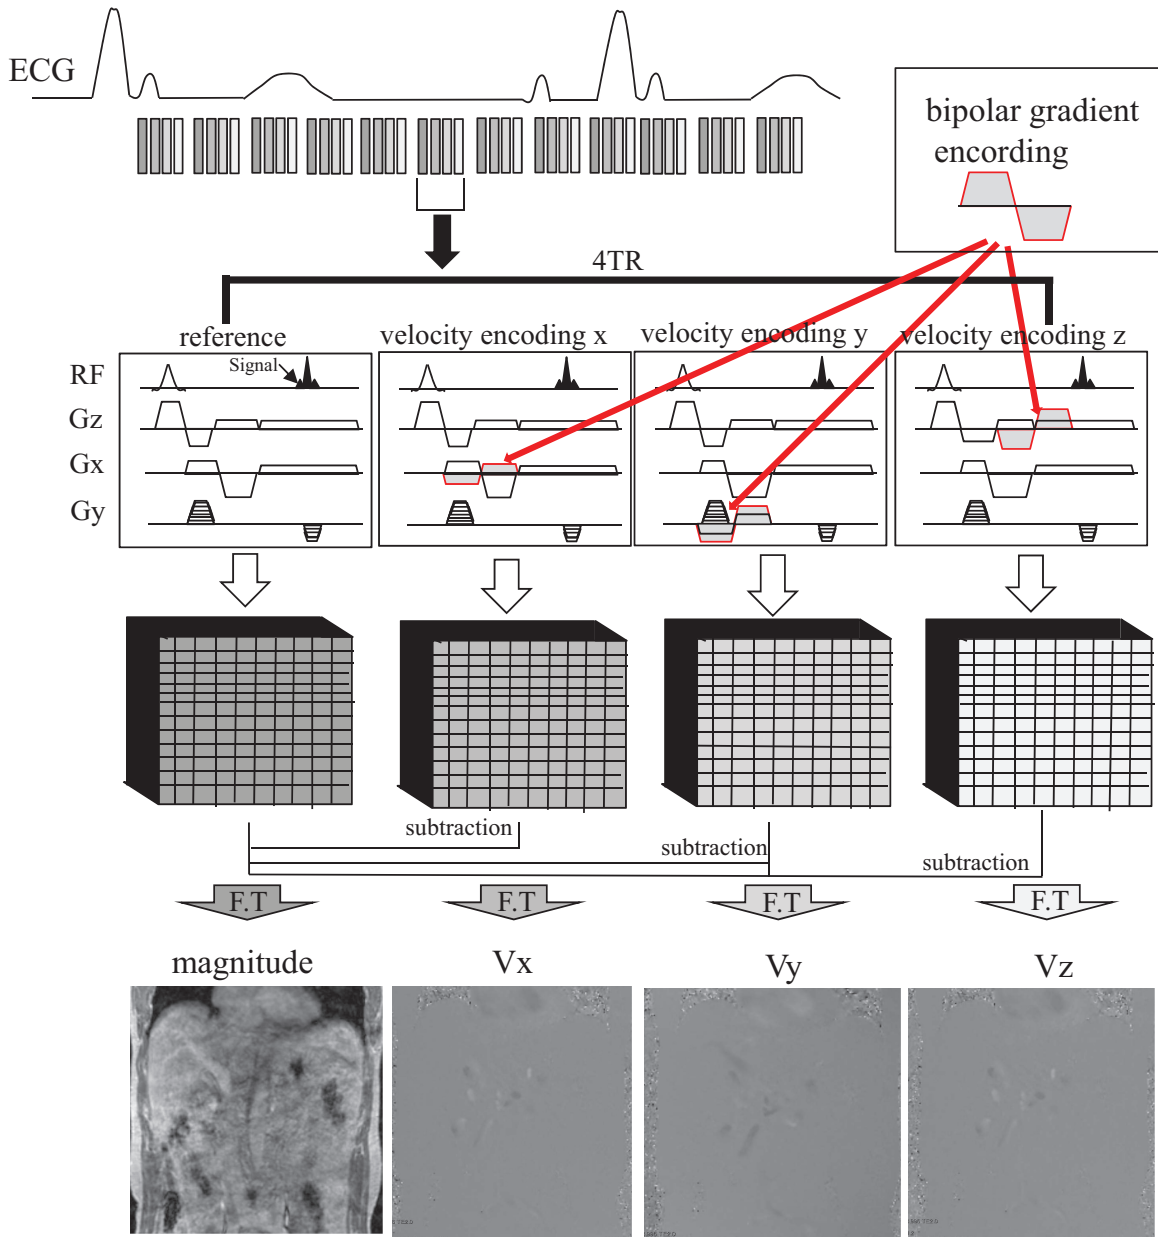 ECG
bipolar gradient
encording
4TR
reference
velocity encoding x
velocity encoding y
velocity encoding z
RF
Signal
Gz
Gx
Gy
subtraction
subtraction
subtraction
F.T
F.T
F.T
F.T
magnitude
Vx
Vy
Vz